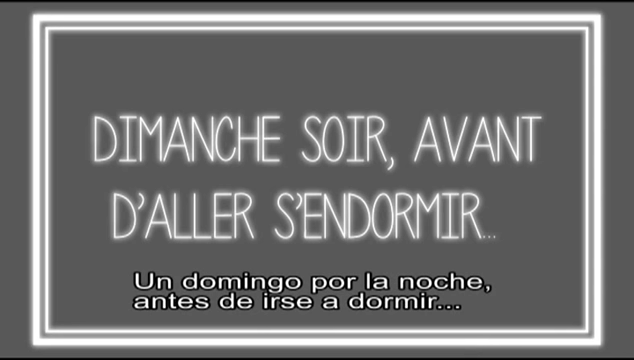 DIMANCHE SOIR, AVANT
D'ALLER S'ENDORMIR...
Un domingo por la noche,
antes de irse a dormir...